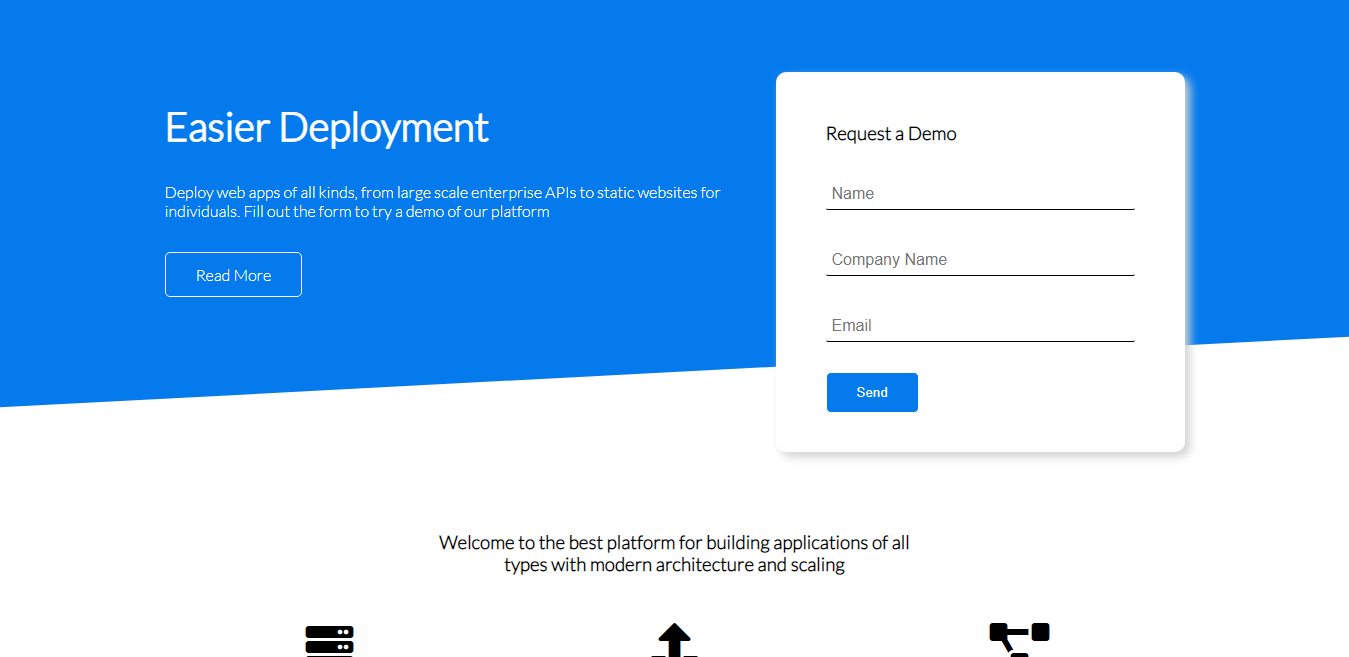 Easier Deployment
Deploy web apps of all kinds, from large scale enterprise APIs to static websites for
individuals. Fill out the form to try a demo of our platform
Read More
Request a Demo
Name
Company Name
Email
Send
Welcome to the best platform for building applications of all
types with modern architecture and scaling